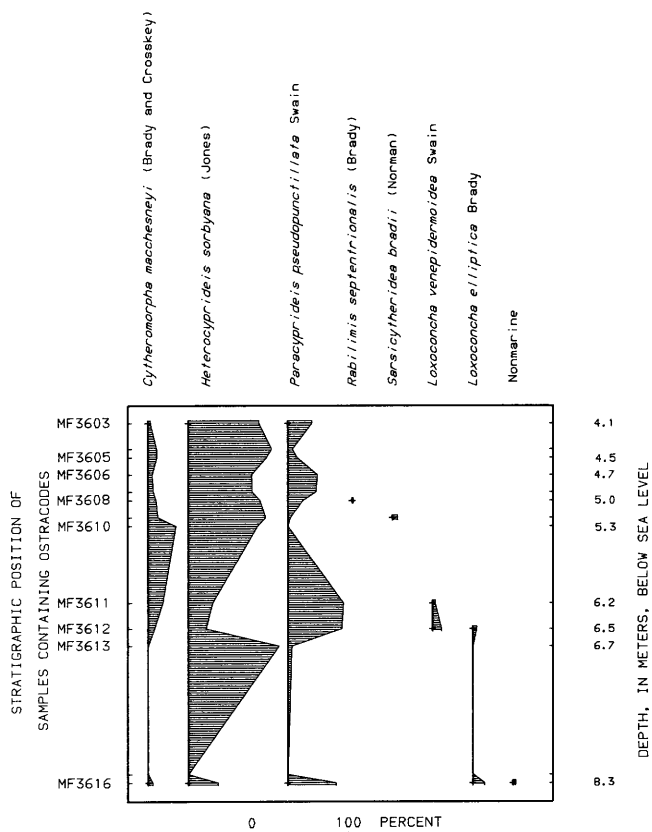 Cytheromorpha macchesneyi (Brady and Crosskey)
Heterocyprideis sorbyana (Jones)
Paracyprideis pseudopunctillata Swain
Rabilimis septentrionalis (Brady)
Sarsicytheridea bradii (Norman)
Loxoconcha venepidermoidea Swain
Loxoconcha elliptica Brady
Nonmarine
STRATIGRAPHIC POSITION OF
SAMPLES CONTAINING OSTRACODES
MF3603
MF3605
MF3606
MF3608
MF3610
MF3611
MF3612
MF3613
MF3616
4.1
4.5
4.7
5.0
5.3
6.2
6.5
6.7
8.3
DEPTH, IN METERS, BELOW SEA LEVEL
0 100 PERCENT